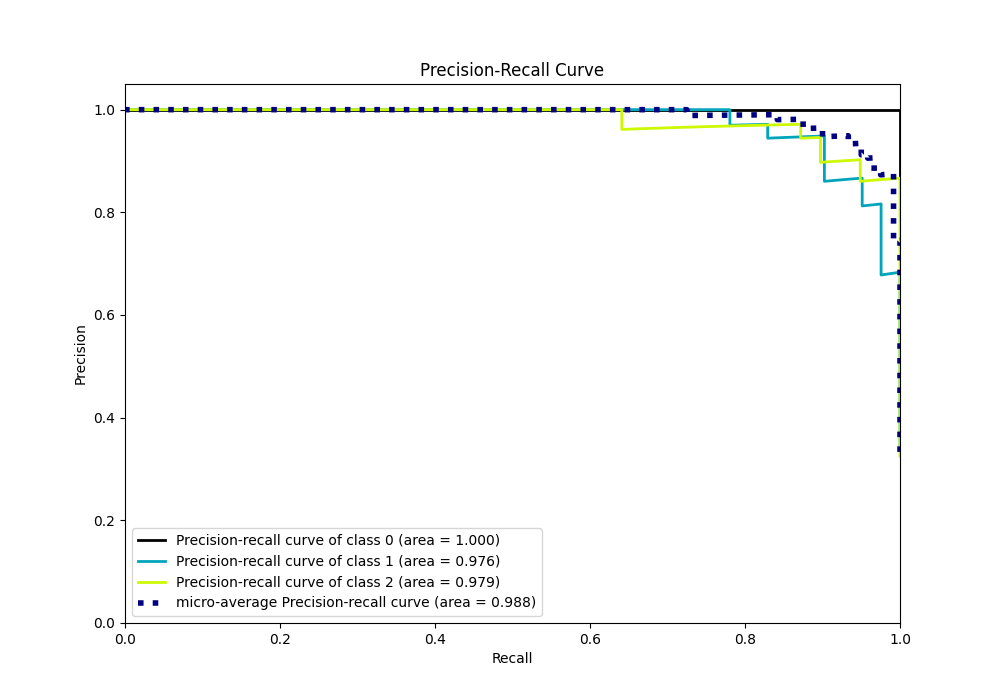 Precision-Recall Curve
1.0
0.8
0.6
0.4
0.2
0.0
Precision
Precision-recall curve of class 0 (area = 1.000)
Precision-recall curve of class 1 (area = 0.976)
Precision-recall curve of class 2 (area = 0.979)
micro-average Precision-recall curve (area = 0.988)
0.0 0.2 0.4 0.6 0.8 1.0
Recall